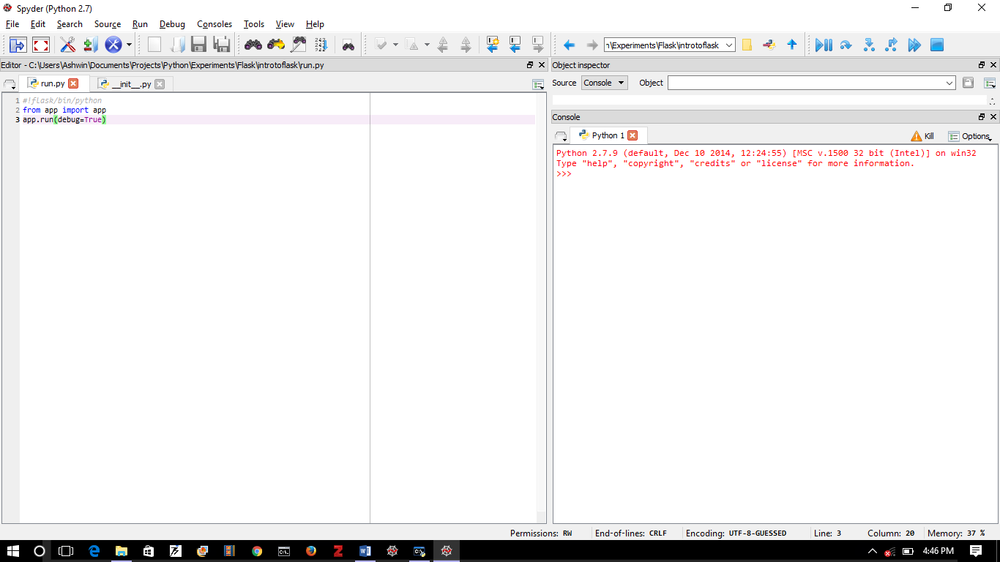 Spyder (Python 2.7)
File Edit Search Source Run Debug Consoles Tools View Help
n\Experiments\Flask\introtoflask
Editor - C:\Users\Ashwin\Documents\Projects\Python\Experiments\Flask\introtoflask\run.py
run.py __init__.py
1 #!flask/bin/python
2 from app import app
3 app.run(debug=True)
Object inspector
Source Console Object
Console
Python 1 Kill Options
Python 2.7.9 (default, Dec 10 2014, 12:24:55) [MSC v.1500 32 bit (Intel)] on win32
Type "help", "copyright", "credits" or "license" for more information.
>>>
Permissions: RW End-of-lines: CRLF Encoding: UTF-8-GUESSED Line: 3 Column: 20 Memory: 37 %
4:46 PM